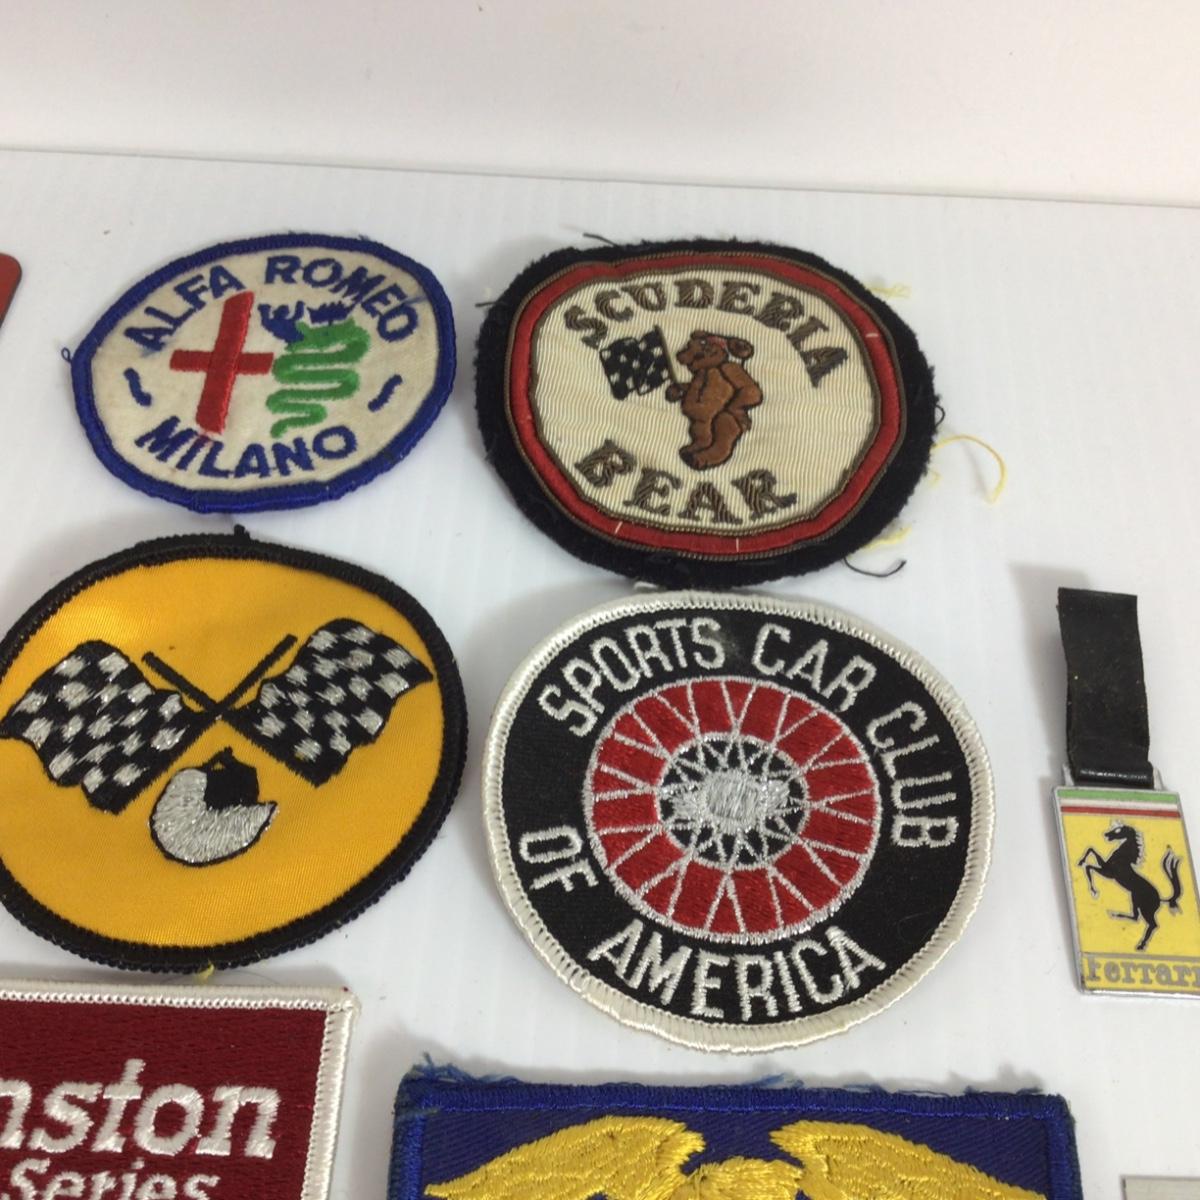 ALFA ROMEO
MILANO
SCUDERIA
BEAR
SPORTS CAR CLUB
OF
AMERICA
ferrari
nston
Series